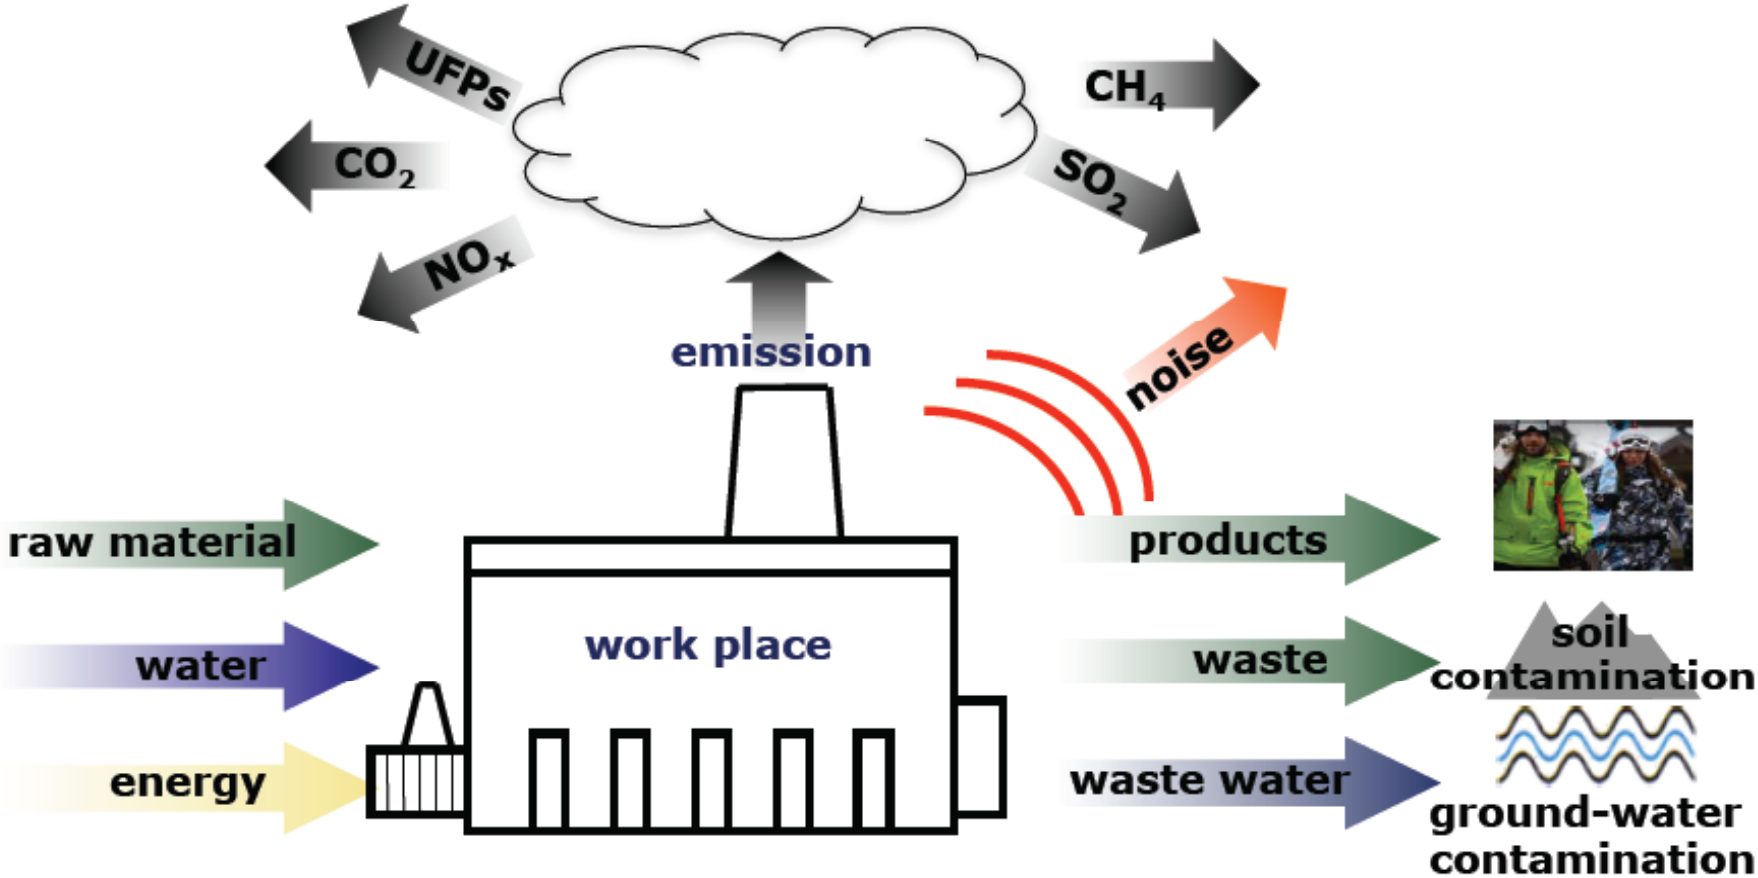 UFPs
CH₄
CO₂
SO₂
NOₓ
emission
noise
raw material
products
work place
soil
contamination
water
waste
energy
waste water
ground-water
contamination